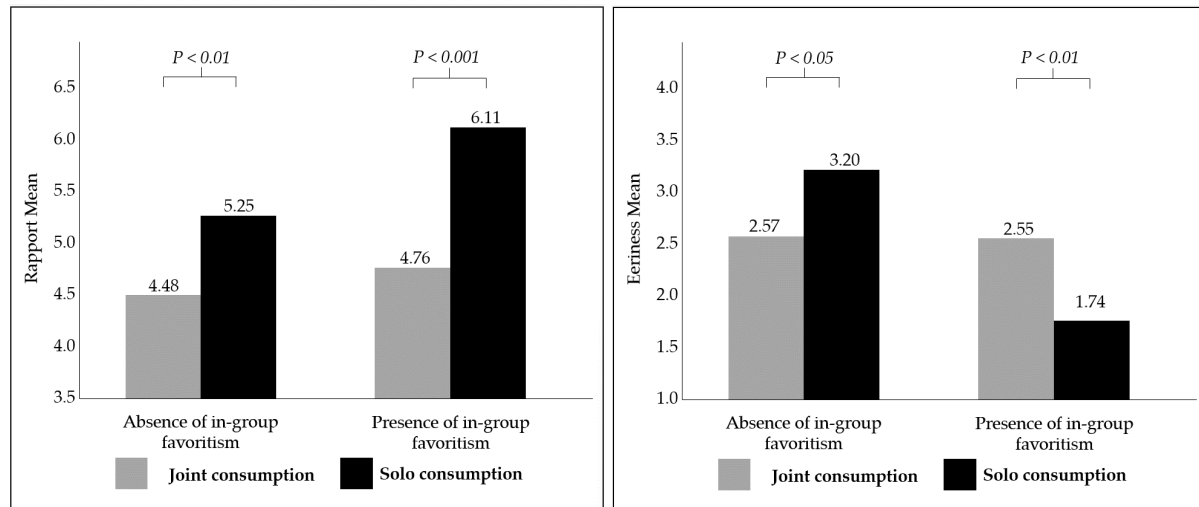 P < 0.01
P < 0.001
6.5
6.0
5.5
5.0
4.5
4.0
3.5
Rapport Mean
4.48
5.25
4.76
6.11
Absence of in-group
favoritism
Presence of in-group
favoritism
Joint consumption
Solo consumption
P < 0.05
P < 0.01
4.0
3.5
3.0
2.5
2.0
1.5
1.0
Eeriness Mean
2.57
3.20
2.55
1.74
Absence of in-group
favoritism
Presence of in-group
favoritism
Joint consumption
Solo consumption